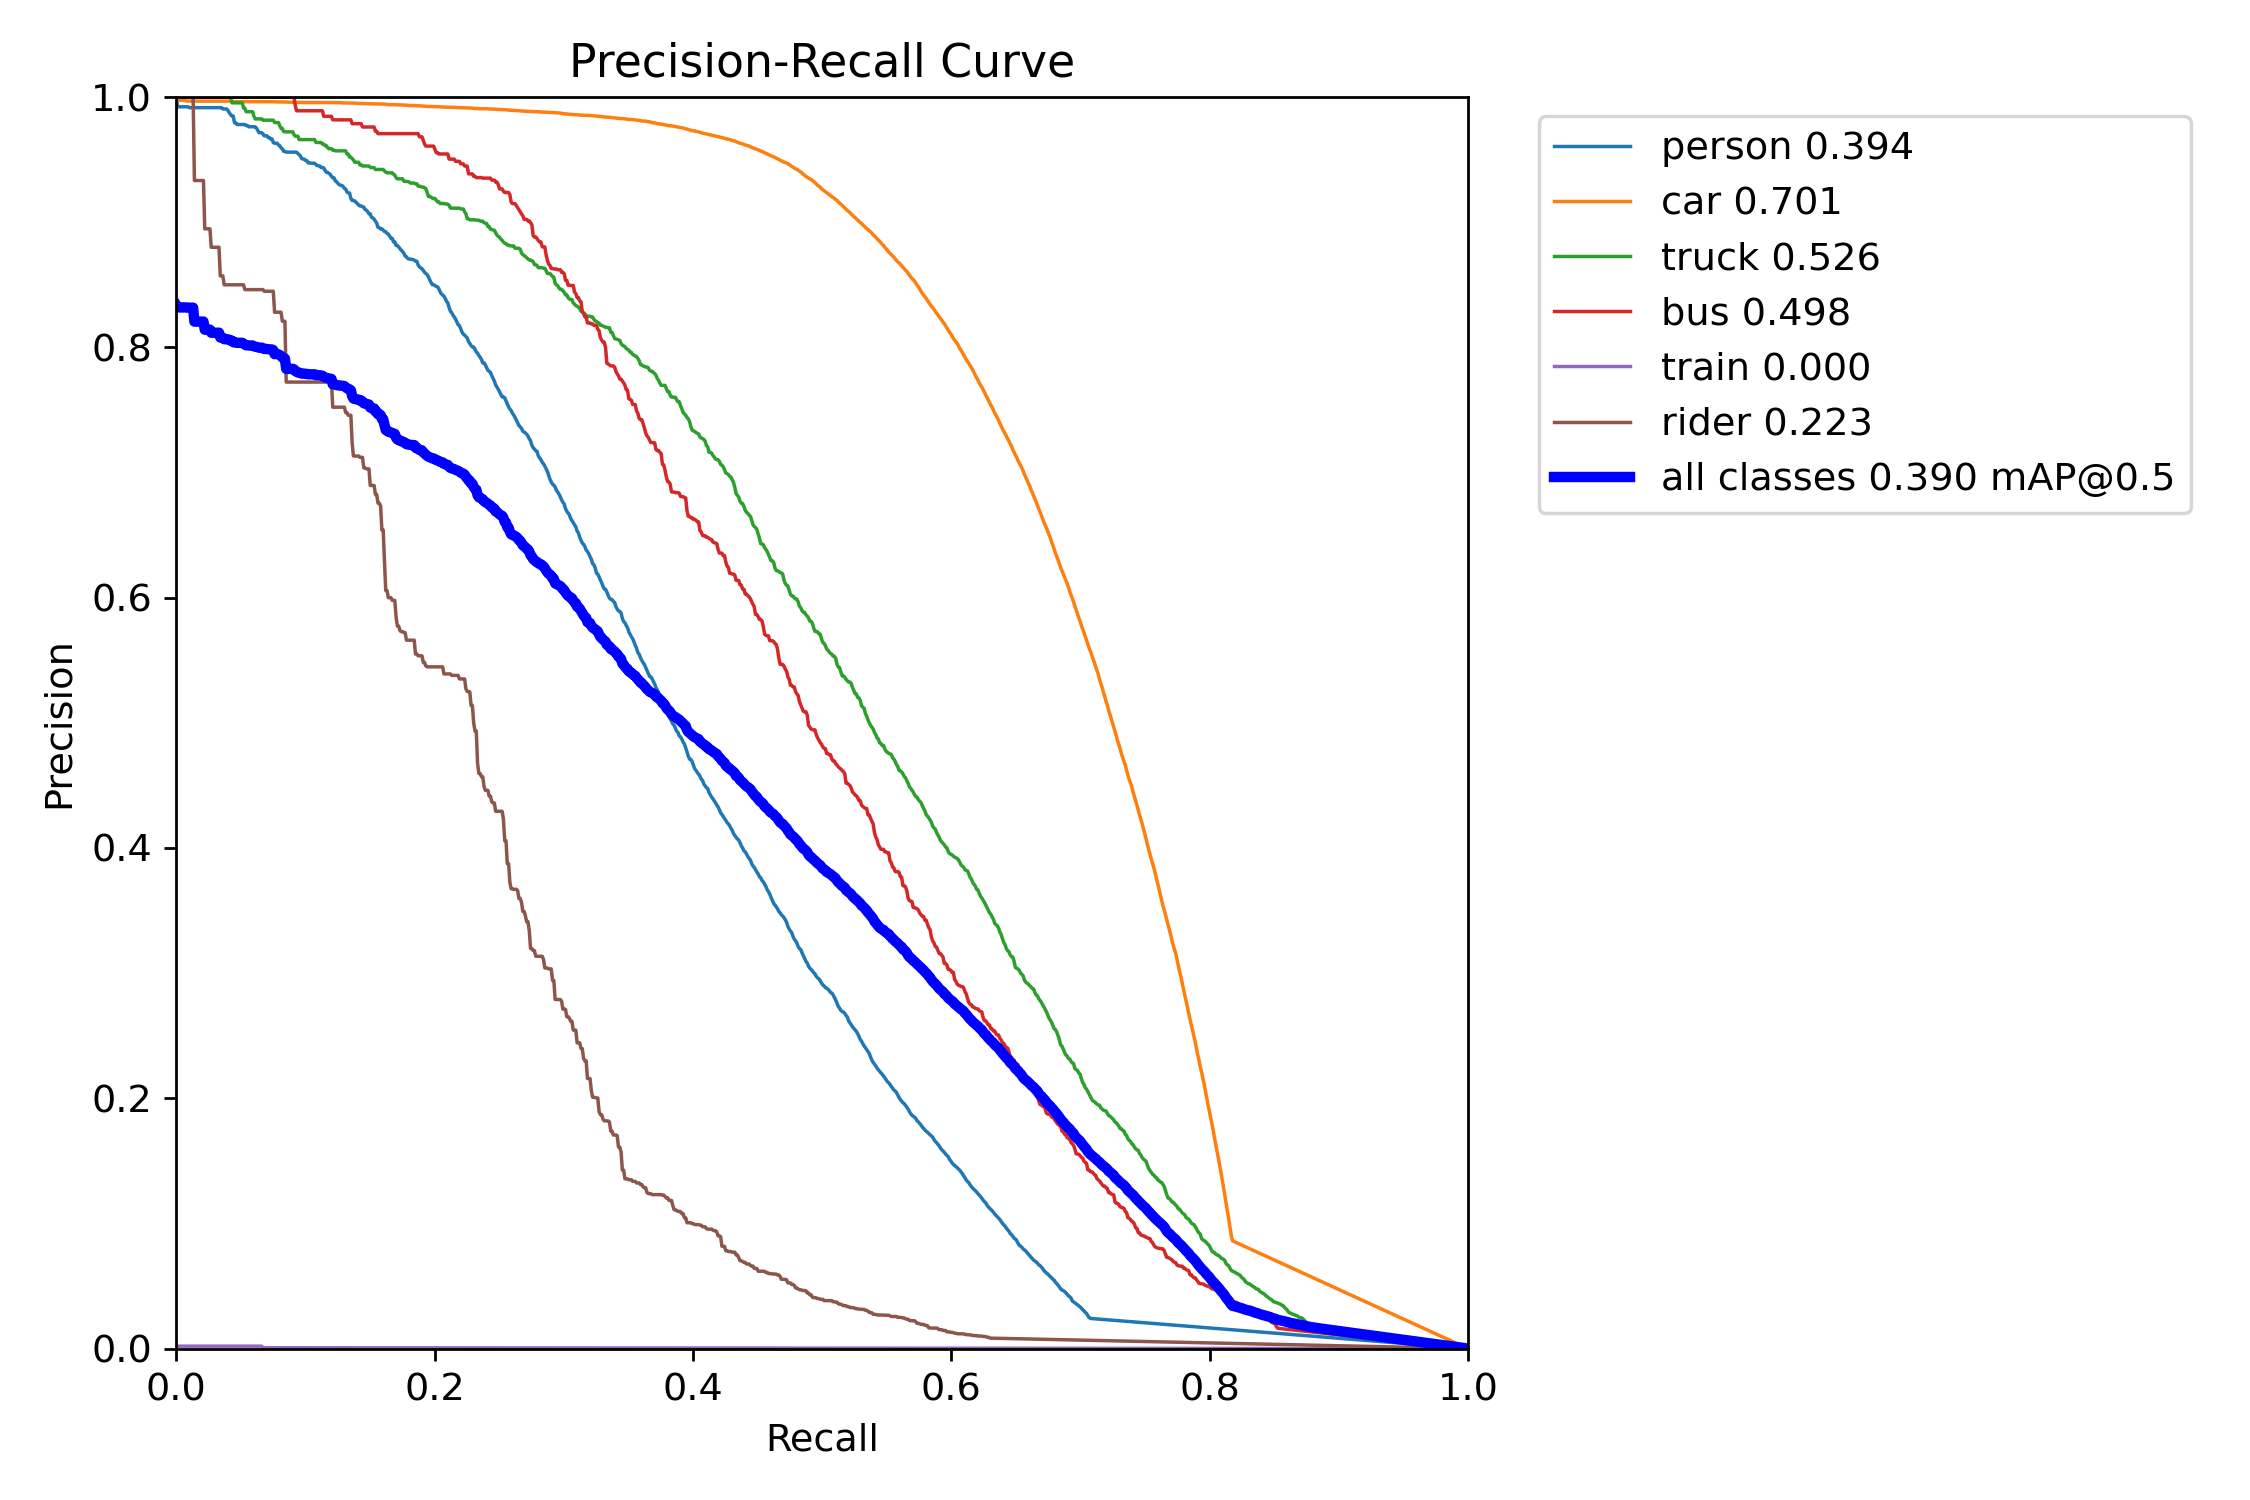 Precision-Recall Curve
1.0
0.8
0.6
0.4
0.2
0.0
Precision
0.0 0.2 0.4 0.6 0.8 1.0
Recall
person 0.394
car 0.701
truck 0.526
bus 0.498
train 0.000
rider 0.223
all classes 0.390 mAP@0.5